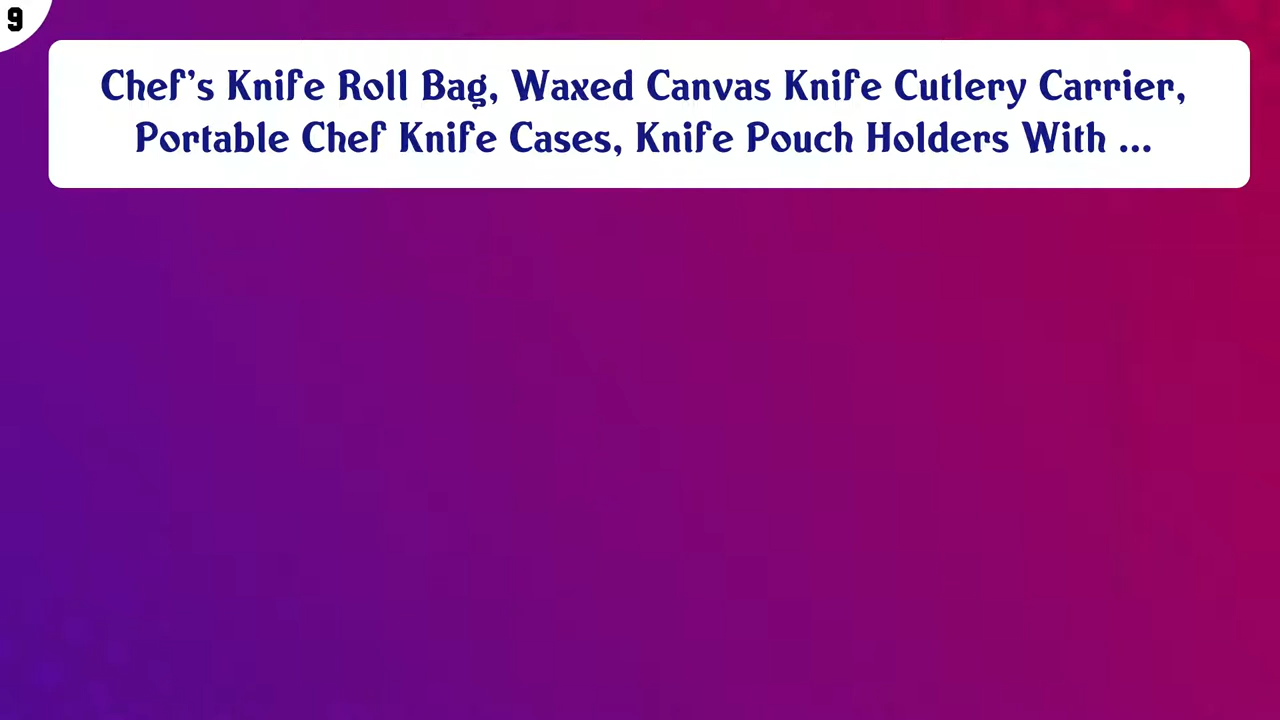 9
Chef's Knife Roll Bag, Waxed Canvas Knife Cutlery Carrier,
Portable Chef Knife Cases, Knife Pouch Holders With ...